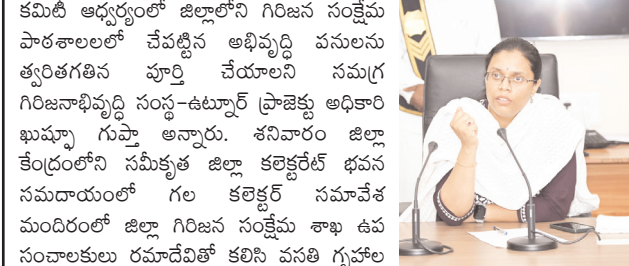 కమిటీ ఆధ్వర్యంలో జిల్లాలోని గిరిజన సంక్షేమ
పాఠశాలలలో చేపట్టిన అభివృద్ధి పనులను
త్వరితగతిన పూర్తి చేయాలని సమగ్ర
గిరిజనాభివృద్ధి సంస్థ-ఉట్నూర్ ప్రాజెక్టు అధికారి
ఖుష్బూ గుప్తా అన్నారు. శనివారం జిల్లా
కేంద్రంలోని సమీకృత జిల్లా కలెక్టరేట్ భవన
సమదాయంలో గల కలెక్టర్ సమావేశ
మందిరంలో జిల్లా గిరిజన సంక్షేమ శాఖ ఉప
సంచాలకులు రమాదేవితో కలిసి వసతి గృహాల